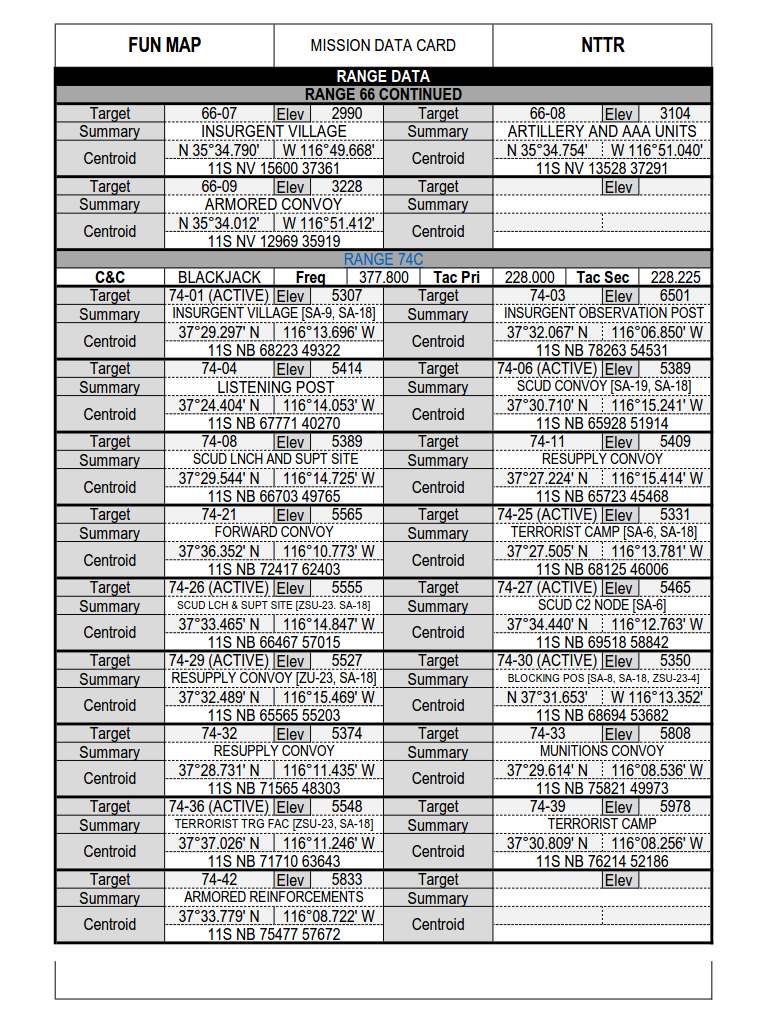 FUN MAP MISSION DATA CARD NTTR
RANGE DATA
RANGE 66 CONTINUED
Target 66-07 Elev 2990 Target 66-08 Elev 3104
Summary INSURGENT VILLAGE Summary ARTILLERY AND AAA UNITS
Centroid N 35°34.790' W 116°49.668' Centroid N 35°34.754' W 116°51.040'
11S NV 15600 37361 11S NV 13528 37291
Target 66-09 Elev 3228 Target Elev
Summary ARMORED CONVOY Summary
Centroid N 35°34.012' W 116°51.412' Centroid
11S NV 12969 35919
RANGE 74C
C&C BLACKJACK Freq 377.800 Tac Pri 228.000 Tac Sec 228.225
Target 74-01 (ACTIVE) Elev 5307 Target 74-03 Elev 6501
Summary INSURGENT VILLAGE [SA-9, SA-18] Summary INSURGENT OBSERVATION POST
Centroid 37°29.297' N 116°13.696' W Centroid 37°32.067' N 116°06.850' W
11S NB 68223 49322 11S NB 78263 54531
Target 74-04 Elev 5414 Target 74-06 (ACTIVE) Elev 5389
Summary LISTENING POST Summary SCUD CONVOY [SA-19, SA-18]
Centroid 37°24.404' N 116°14.053' W Centroid 37°30.710' N 116°15.241' W
11S NB 67771 40270 11S NB 65928 51914
Target 74-08 Elev 5389 Target 74-11 Elev 5409
Summary SCUD LNCH AND SUPT SITE Summary RESUPPLY CONVOY
Centroid 37°29.544' N 116°14.725' W Centroid 37°27.224' N 116°15.414' W
11S NB 66703 49765 11S NB 65723 45468
Target 74-21 Elev 5565 Target 74-25 (ACTIVE) Elev 5331
Summary FORWARD CONVOY Summary TERRORIST CAMP [SA-6, SA-18]
Centroid 37°36.352' N 116°10.773' W Centroid 37°27.505' N 116°13.781' W
11S NB 72417 62403 11S NB 68125 46006
Target 74-26 (ACTIVE) Elev 5555 Target 74-27 (ACTIVE) Elev 5465
Summary SCUD LCH & SUPT SITE [ZSU-23. SA-18] Summary SCUD C2 NODE [SA-6]
Centroid 37°33.465' N 116°14.847' W Centroid 37°34.440' N 116°12.763' W
11S NB 66467 57015 11S NB 69518 58842
Target 74-29 (ACTIVE) Elev 5527 Target 74-30 (ACTIVE) Elev 5350
Summary RESUPPLY CONVOY [ZU-23, SA-18] Summary BLOCKING POS [SA-8, SA-18, ZSU-23-4]
Centroid 37°32.489' N 116°15.469' W Centroid N 37°31.653' W 116°13.352'
11S NB 65565 55203 11S NB 68694 53682
Target 74-32 Elev 5374 Target 74-33 Elev 5808
Summary RESUPPLY CONVOY Summary MUNITIONS CONVOY
Centroid 37°28.731' N 116°11.435' W Centroid 37°29.614' N 116°08.536' W
11S NB 71565 48303 11S NB 75821 49973
Target 74-36 (ACTIVE) Elev 5548 Target 74-39 Elev 5978
Summary TERRORIST TRG FAC [ZSU-23, SA-18] Summary TERRORIST CAMP
Centroid 37°37.026' N 116°11.246' W Centroid 37°30.809' N 116°08.256' W
11S NB 71710 63643 11S NB 76214 52186
Target 74-42 Elev 5833 Target Elev
Summary ARMORED REINFORCEMENTS Summary
Centroid 37°33.779' N 116°08.722' W Centroid
11S NB 75477 57672